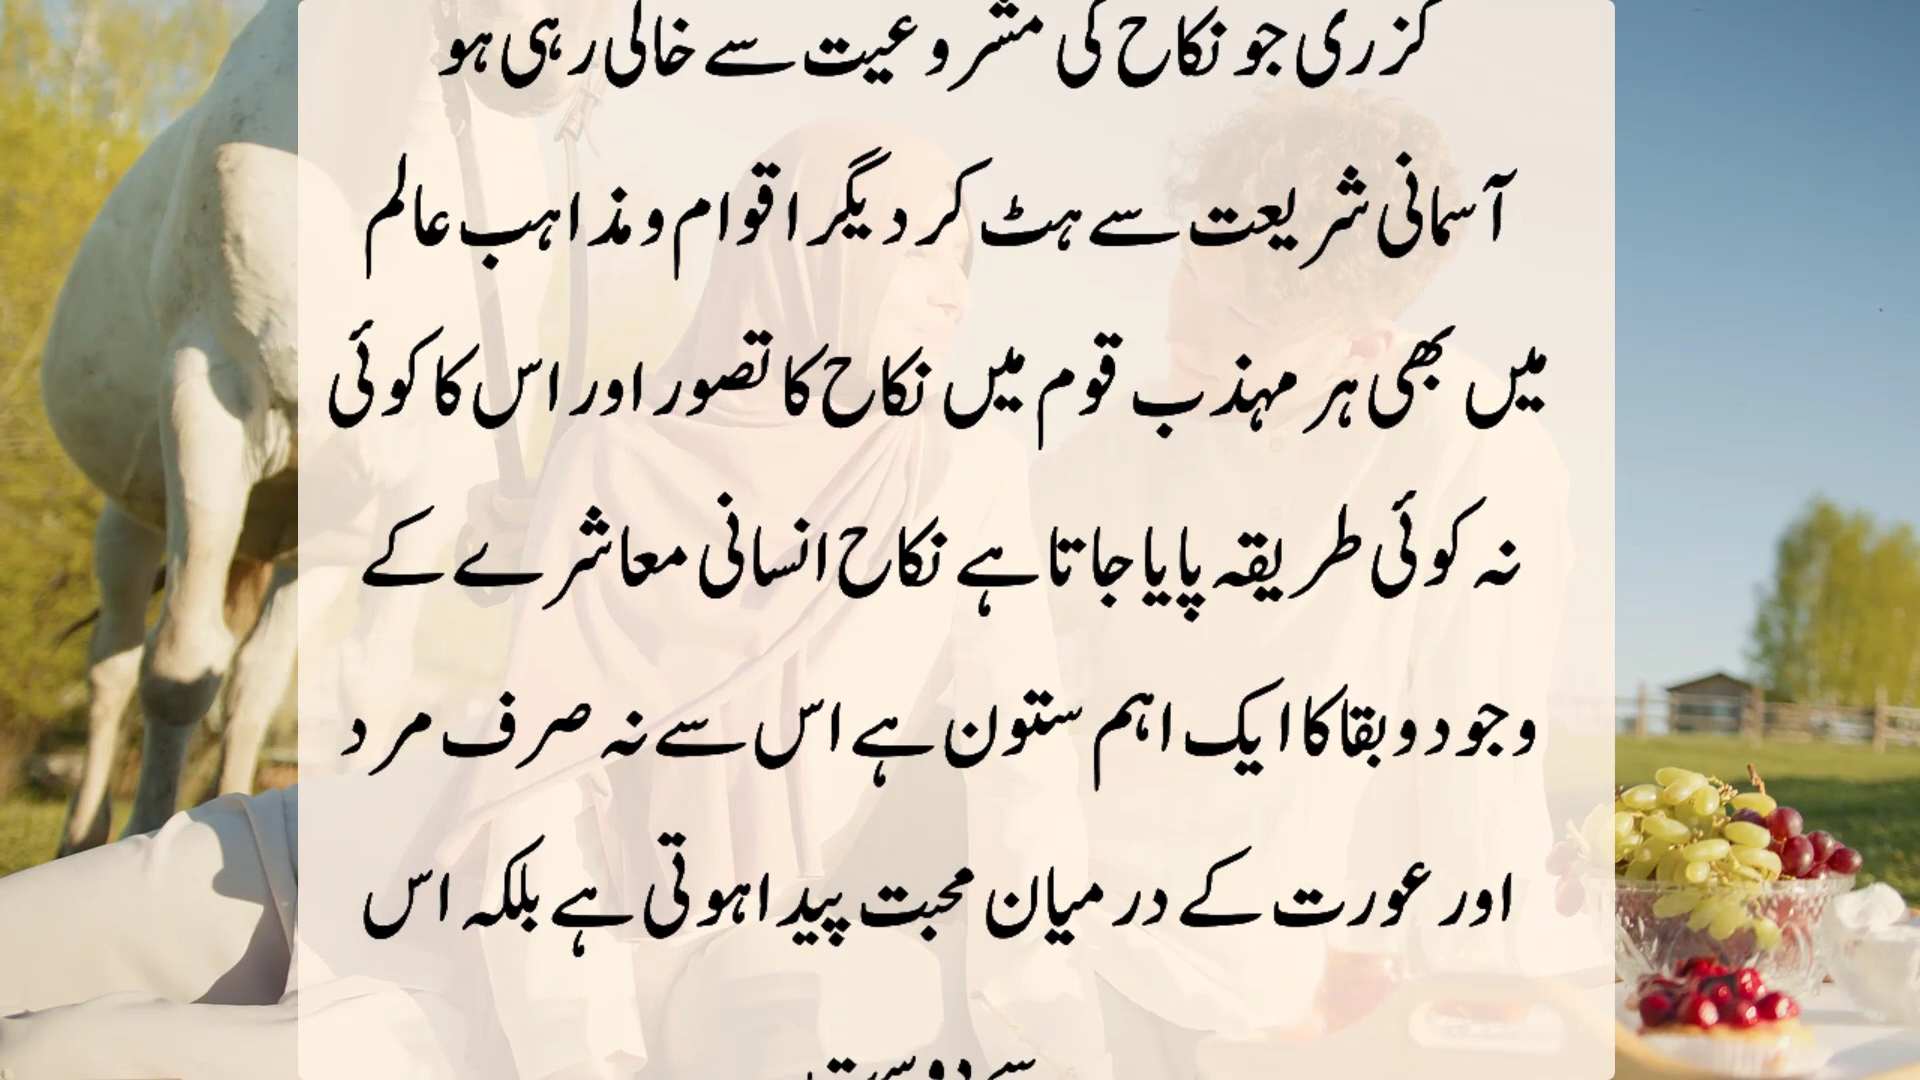 گزری جو نکاح کی مشروعیت سے خالی رہی ہو
آسمانی شریعت سے ہٹ کر دیگر اقوام و مذاہب عالم
میں بھی ہر مہذب قوم میں نکاح کا تصور اور اس کا کوئی
نہ کوئی طریقہ پایا جاتا ہے نکاح انسانی معاشرے کے
وجود و بقا کا ایک اہم ستون ہے اس سے نہ صرف مرد
اور عورت کے درمیان محبت پیدا ہوتی ہے بلکہ اس
سے دوست